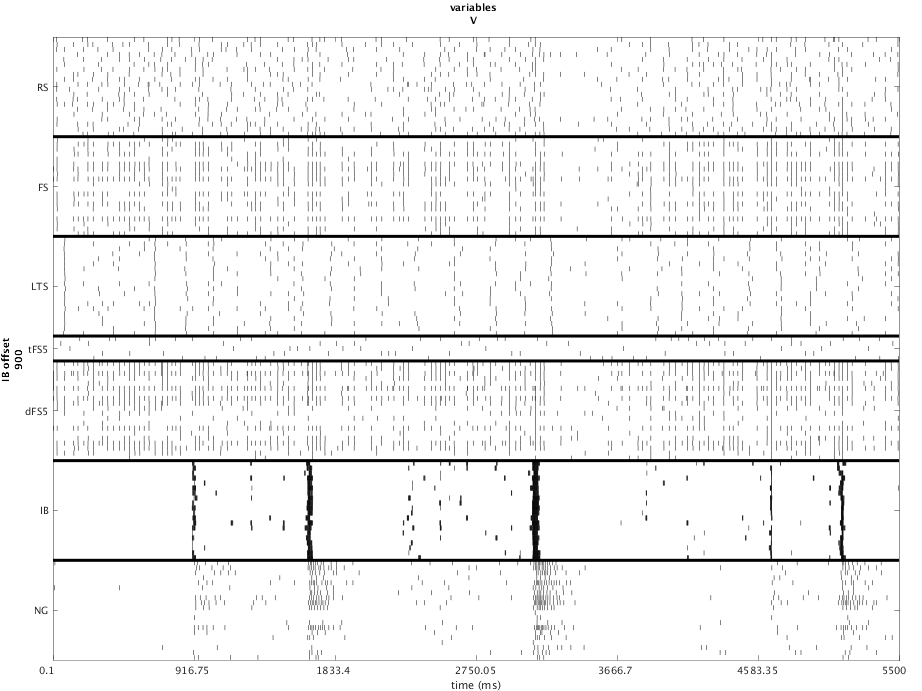 variables
V
RS
FS
LTS
tFS5
dFS5
IB
NG
IB offset
900
0.1 916.75 1833.4 2750.05 3666.7 4583.35 5500
time (ms)